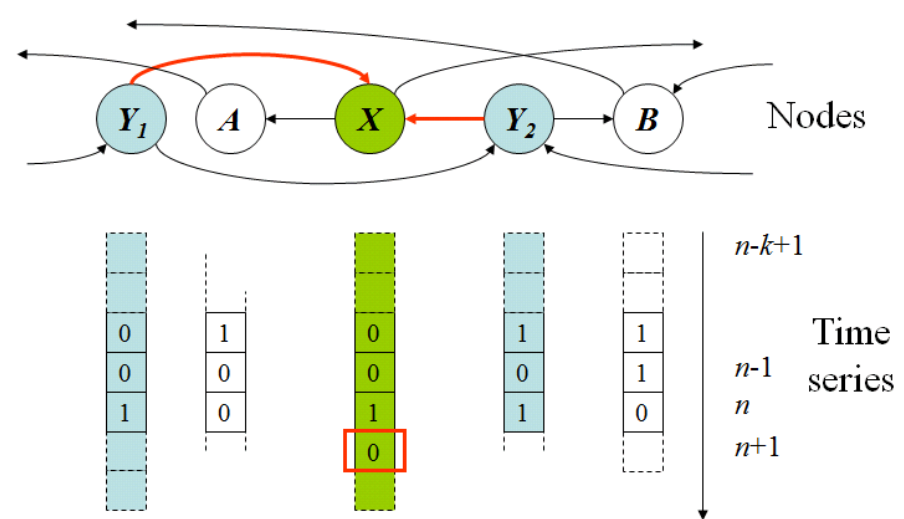 Y1 A X Y2 B Nodes
n-k+1
0 1 0 1 1 Time
0 0 0 0 1 n-1 series
1 0 1 1 0 n
0 n+1